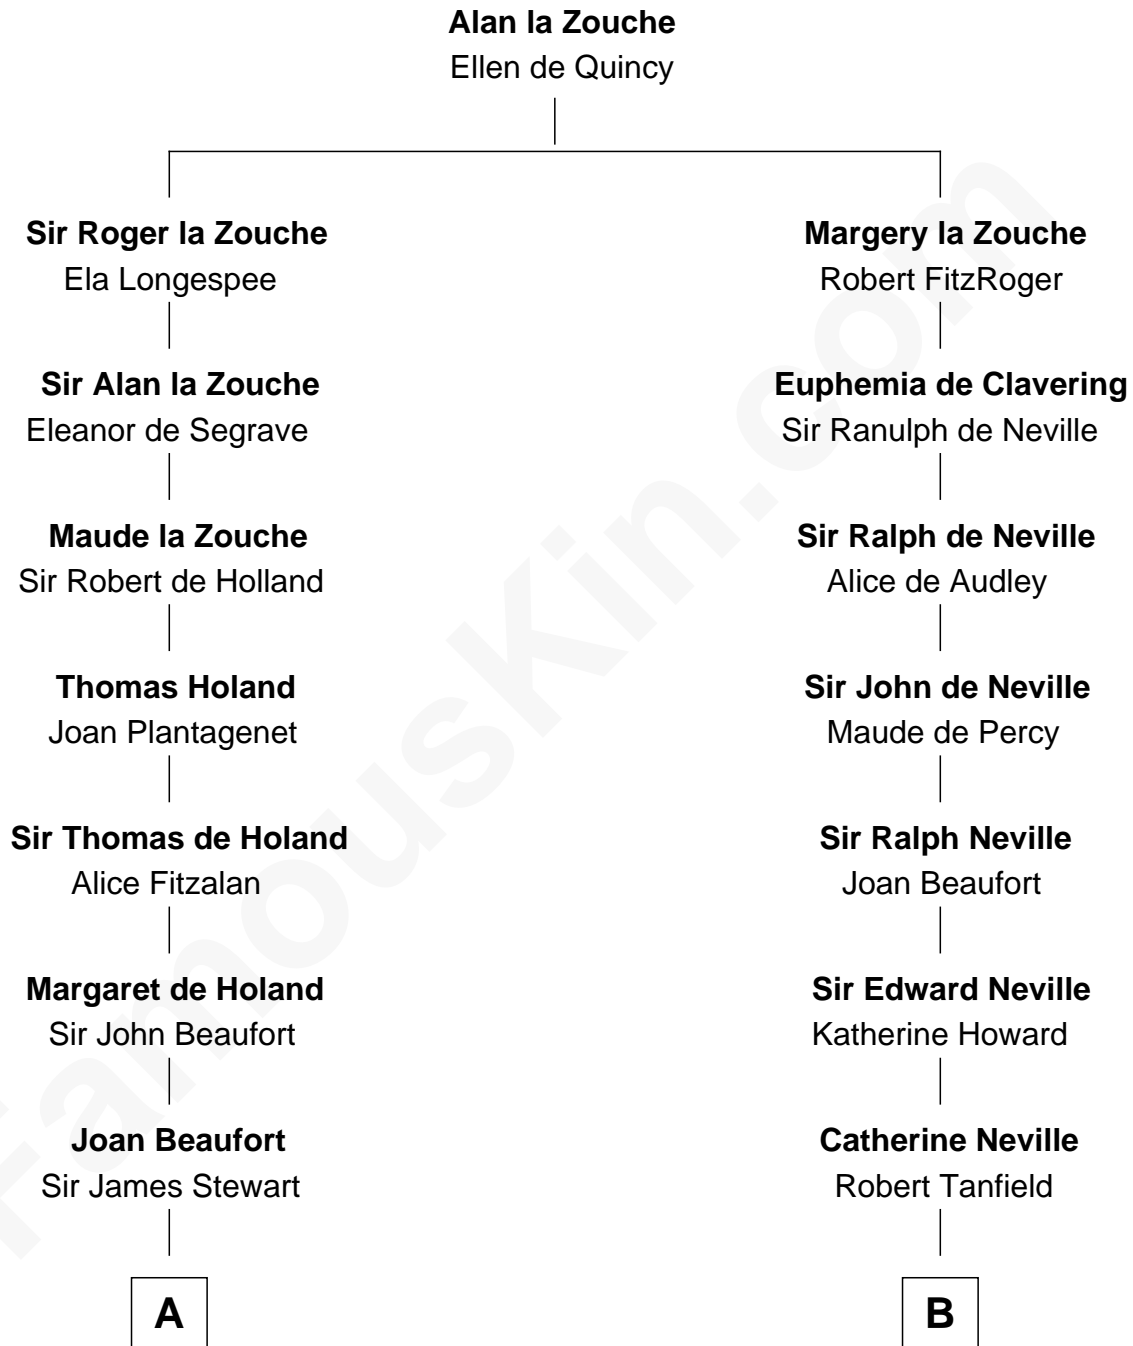 Alan la Zouche
Ellen de Quincy
Sir Roger la Zouche
Ela Longespee
Margery la Zouche
Robert FitzRoger
Sir Alan la Zouche
Eleanor de Segrave
Euphemia de Clavering
Sir Ranulph de Neville
Maude la Zouche
Sir Robert de Holland
Sir Ralph de Neville
Alice de Audley
Thomas Holand
Joan Plantagenet
Sir John de Neville
Maude de Percy
Sir Thomas de Holand
Alice Fitzalan
Sir Ralph Neville
Joan Beaufort
Margaret de Holand
Sir John Beaufort
Sir Edward Neville
Katherine Howard
Joan Beaufort
Sir James Stewart
Catherine Neville
Robert Tanfield
A
B
FamousKin.com